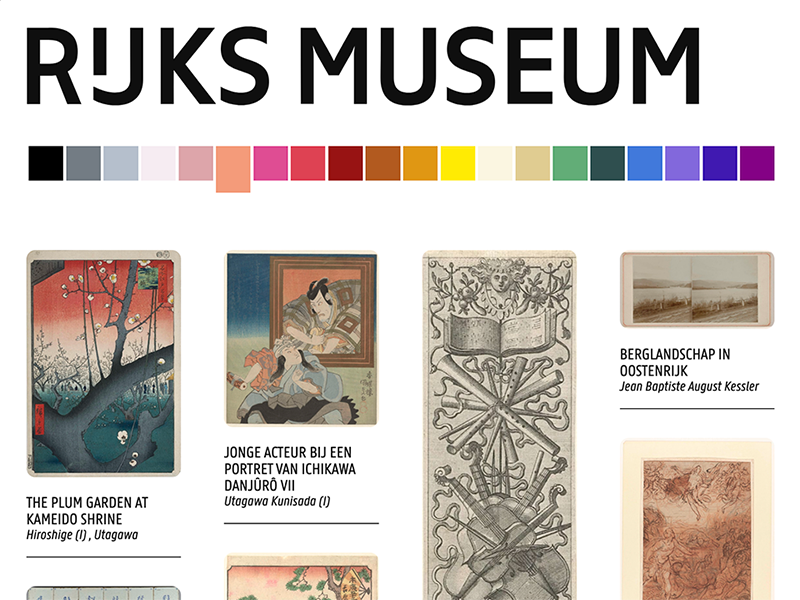 RIJKS MUSEUM
THE PLUM GARDEN AT
KAMEIDO SHRINE
Hiroshige (I) , Utagawa
JONGE ACTEUR BIJ EEN
PORTRET VAN ICHIKAWA
DANJŪRŌ VII
Utagawa Kunisada (I)
BERGLANDSCHAP IN
OOSTENRIJK
Jean Baptiste August Kessler